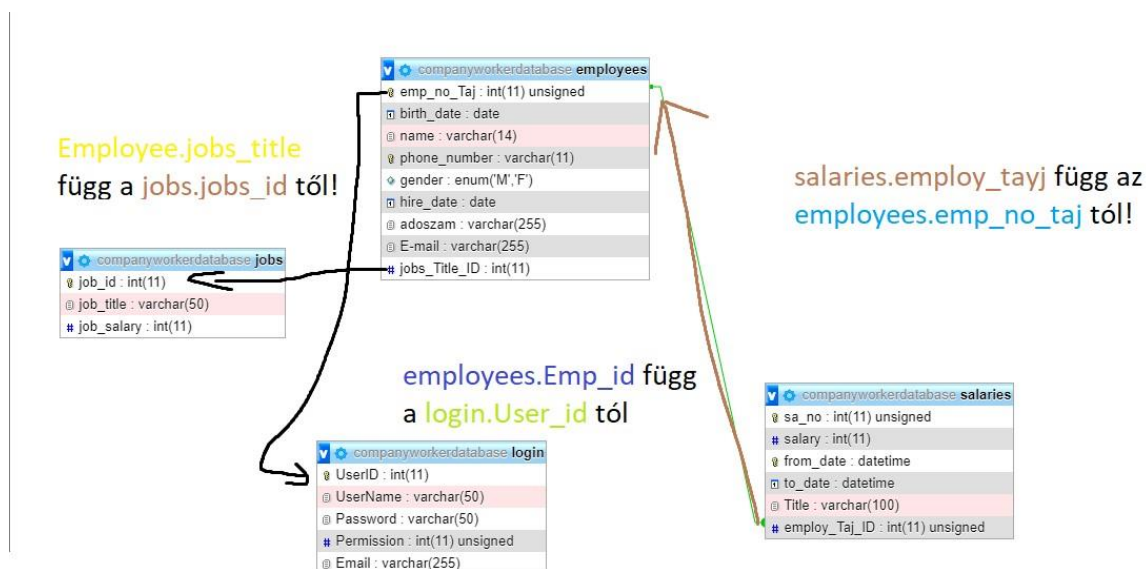 companyworkerdatabase employees
emp_no_Taj : int(11) unsigned
birth_date : date
name : varchar(14)
phone_number : varchar(11)
gender : enum('M','F')
hire_date : date
adoszam : varchar(255)
E-mail : varchar(255)
jobs_Title_ID : int(11)
Employee.jobs_title
függ a jobs.jobs_id től!
salaries.employ_tayj függ az
employees.emp_no_taj tól!
companyworkerdatabase jobs
job_id : int(11)
job_title : varchar(50)
job_salary : int(11)
employees.Emp_id függ
a login.User_id tól
companyworkerdatabase login
UserID : int(11)
UserName : varchar(50)
Password : varchar(50)
Permission : int(11) unsigned
Email : varchar(255)
companyworkerdatabase salaries
sa_no : int(11) unsigned
salary : int(11)
from_date : datetime
to_date : datetime
Title : varchar(100)
employ_Taj_ID : int(11) unsigned